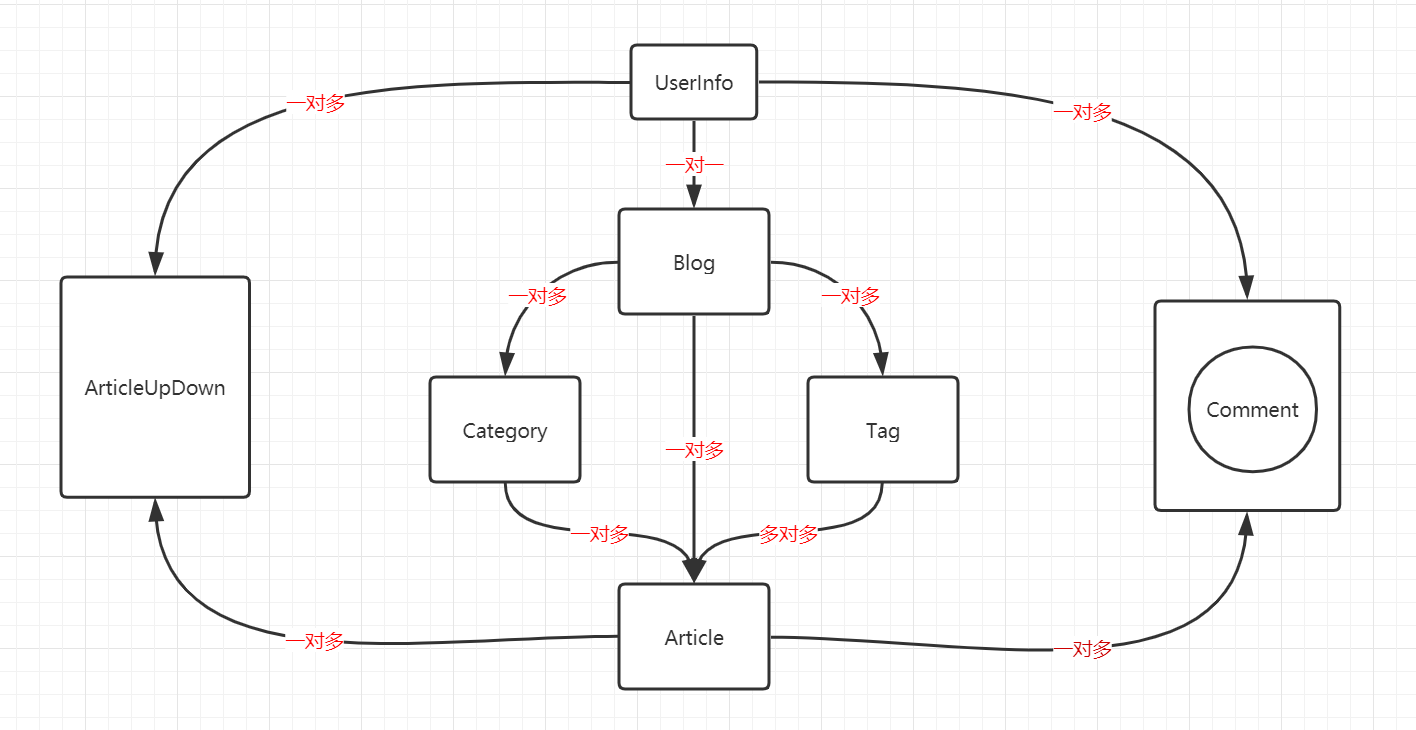 UserInfo
一对多
一对多
一对一
Blog
一对多
一对多
ArticleUpDown
Category
Tag
Comment
一对多
一对多
多对多
Article
一对多
一对多